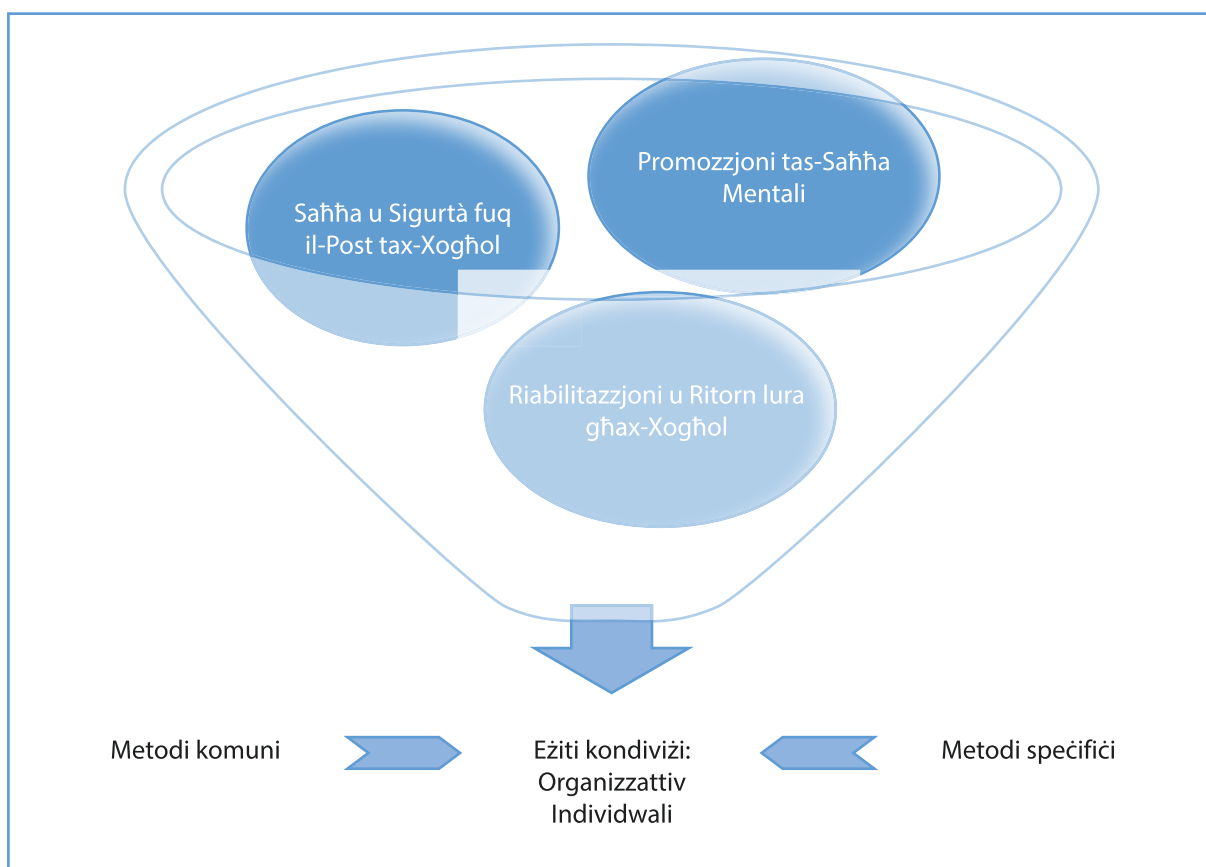 Promozzjoni tas-Saħħa
Mentali
Saħħa u Sigurtà fuq
il-Post tax-Xogħol
Riabilitazzjoni u Ritorn lura
għax-Xogħol
Metodi komuni
Eżiti kondiviżi:
Organizzattiv
Individwali
Metodi speċifiċi